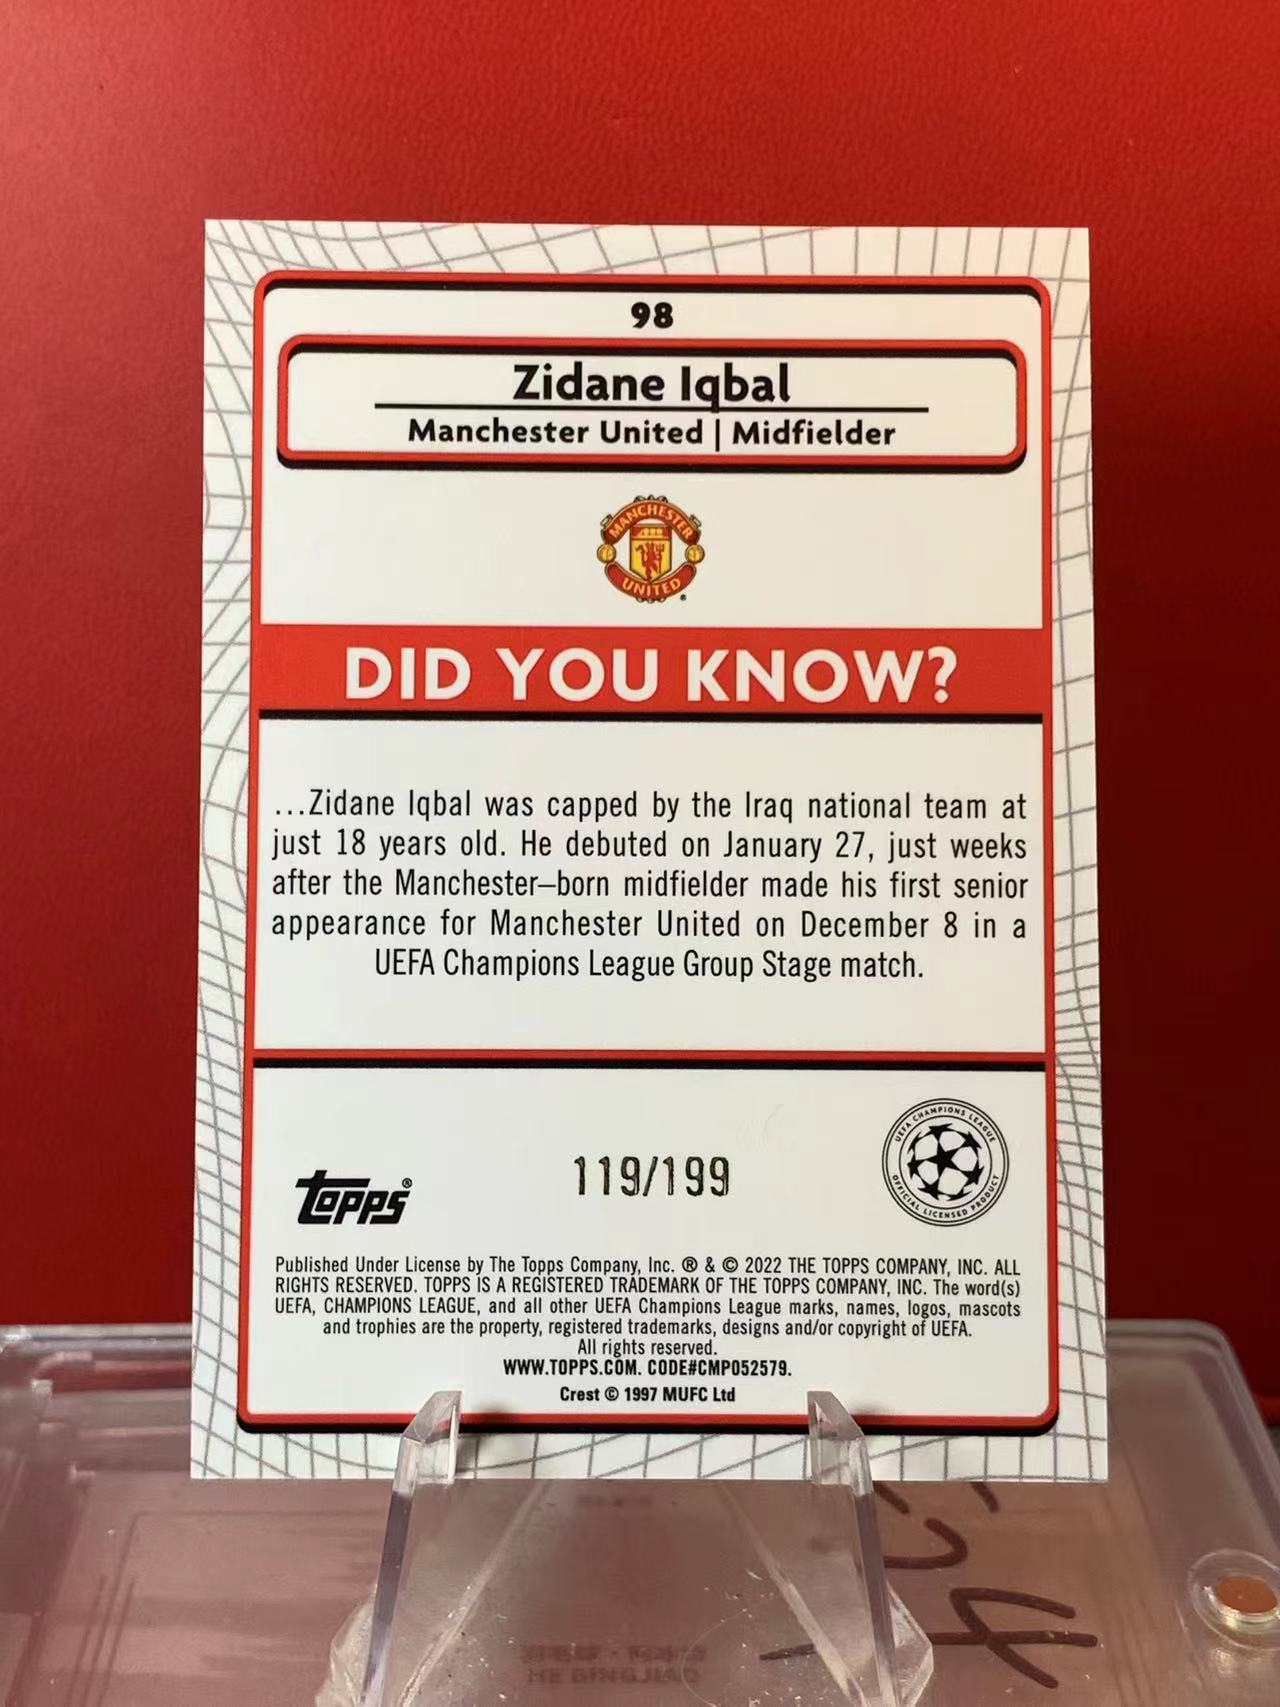 98
Zidane Iqbal
Manchester United | Midfielder
MANCHESTER
UNITED
DID YOU KNOW?
...Zidane Iqbal was capped by the Iraq national team at
just 18 years old. He debuted on January 27, just weeks
after the Manchester–born midfielder made his first senior
appearance for Manchester United on December 8 in a
UEFA Champions League Group Stage match.
UEFA CHAMPIONS LEAGUE
OFFICIAL LICENSED PRODUCT
119/199
Topps®
Published Under License by The Topps Company, Inc. ® & © 2022 THE TOPPS COMPANY, INC. ALL
RIGHTS RESERVED. TOPPS IS A REGISTERED TRADEMARK OF THE TOPPS COMPANY, INC. The word(s)
UEFA, CHAMPIONS LEAGUE, and all other UEFA Champions League marks, names, logos, mascots
and trophies are the property, registered trademarks, designs and/or copyright of UEFA.
All rights reserved.
WWW.TOPPS.COM. CODE#CMP052579.
Crest © 1997 MUFC Ltd